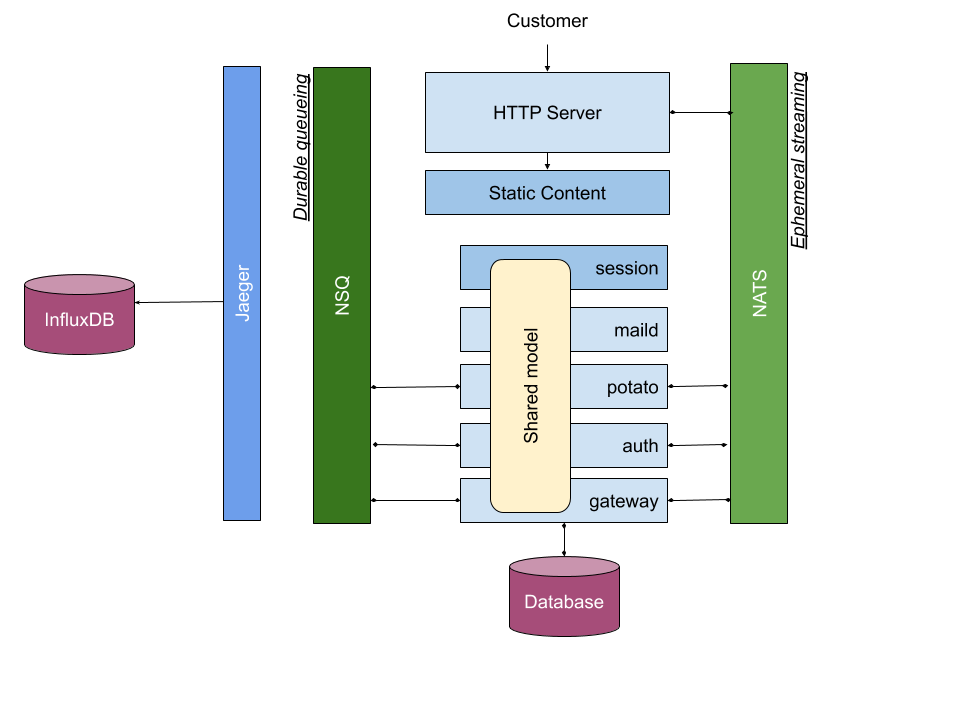 Customer
HTTP Server
Static Content
Durable queueing
Ephemeral streaming
Jaeger
NSQ
NATS
InfluxDB
session
maild
potato
auth
gateway
Shared model
Database